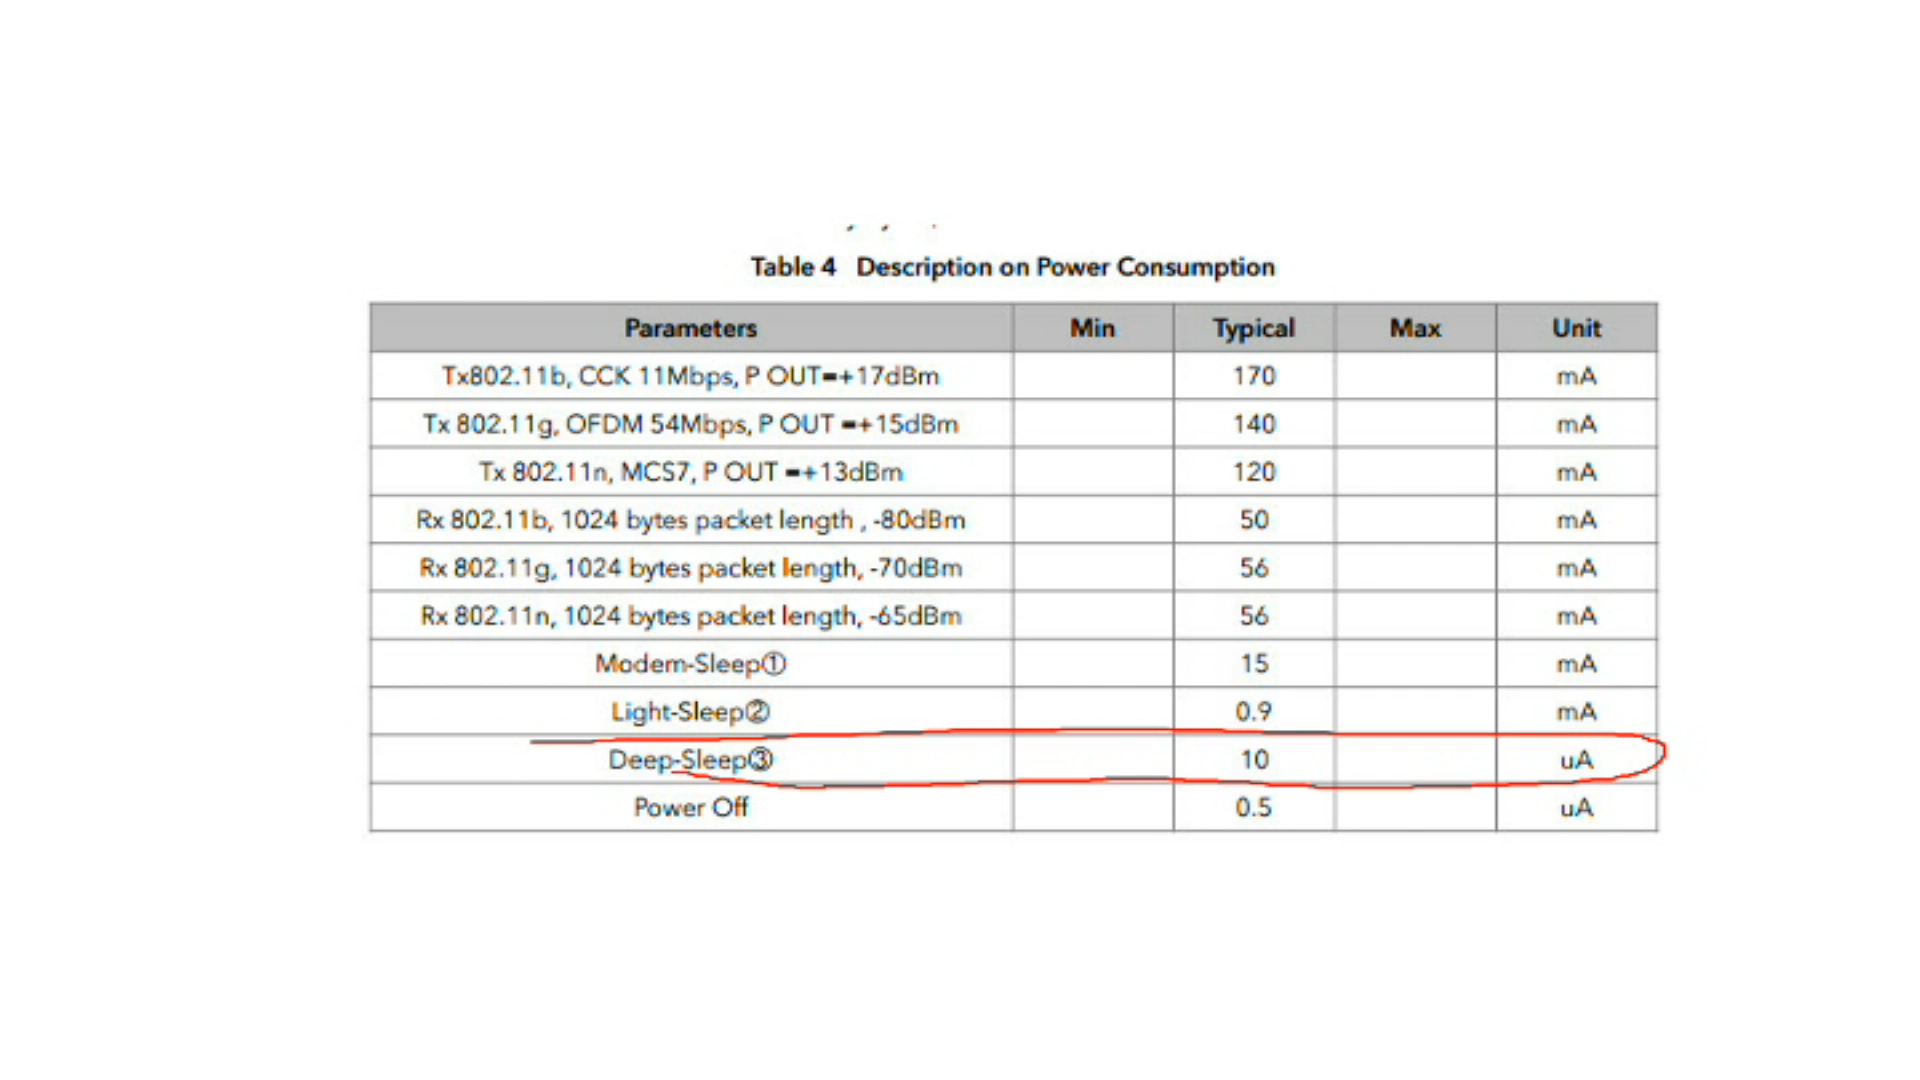 Table 4 Description on Power Consumption
Parameters Min Typical Max Unit
Tx802.11b, CCK 11Mbps, P OUT=+17dBm 170 mA
Tx 802.11g, OFDM 54Mbps, P OUT =+15dBm 140 mA
Tx 802.11n, MCS7, P OUT =+13dBm 120 mA
Rx 802.11b, 1024 bytes packet length , -80dBm 50 mA
Rx 802.11g, 1024 bytes packet length, -70dBm 56 mA
Rx 802.11n, 1024 bytes packet length, -65dBm 56 mA
Modem-Sleep① 15 mA
Light-Sleep② 0.9 mA
Deep-Sleep③ 10 uA
Power Off 0.5 uA